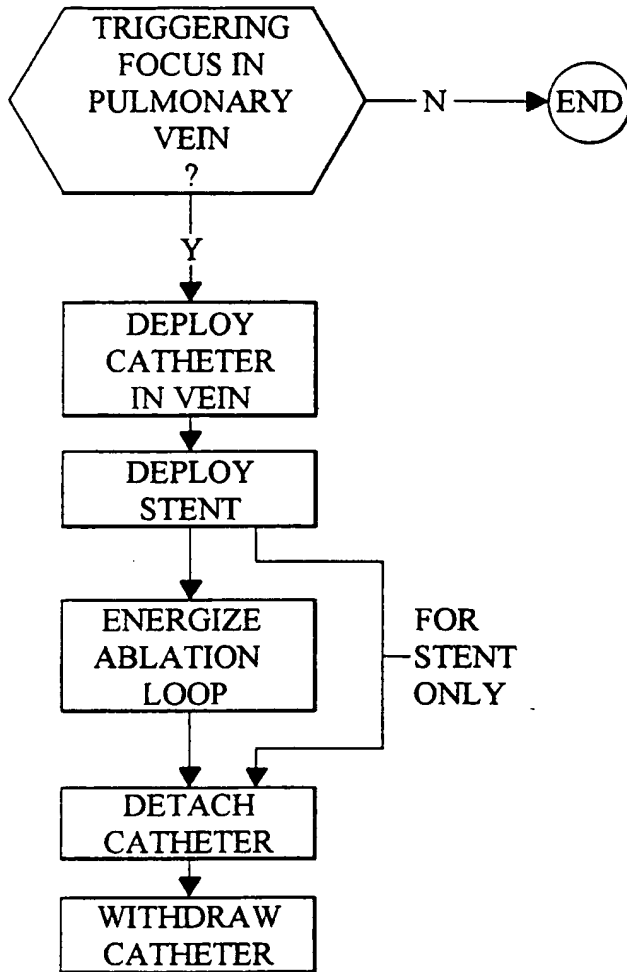 TRIGGERING
FOCUS IN
PULMONARY
VEIN
?
N
END
Y
DEPLOY
CATHETER
IN VEIN
DEPLOY
STENT
ENERGIZE
ABLATION
LOOP
FOR
STENT
ONLY
DETACH
CATHETER
WITHDRAW
CATHETER